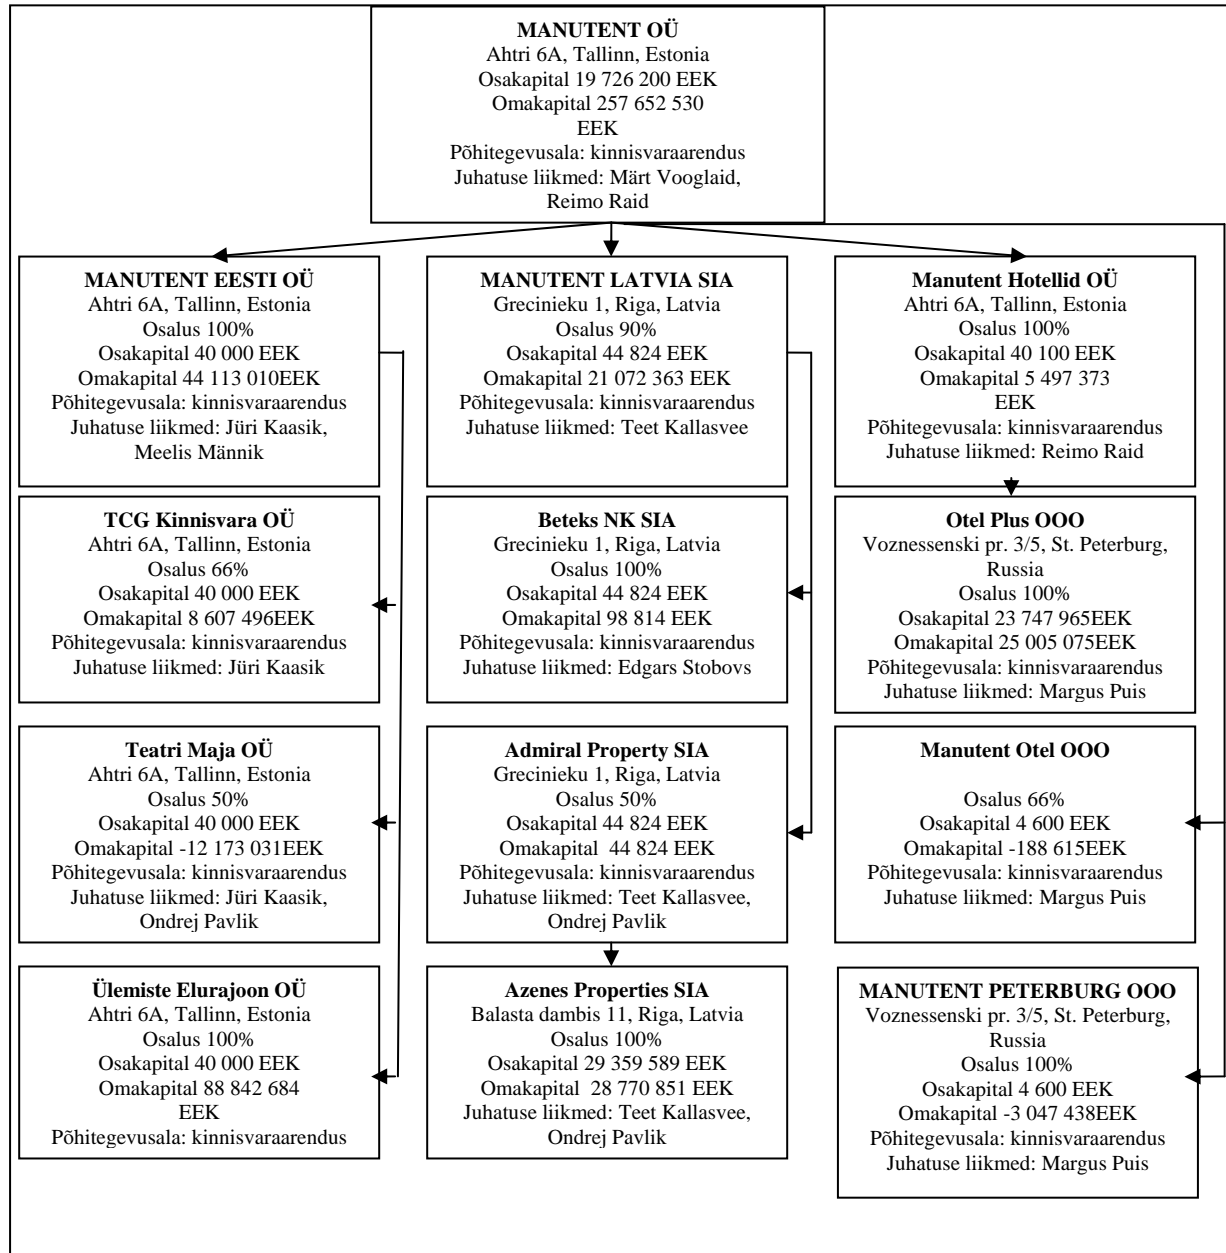 MANUTENT OÜ
Ahtri 6A, Tallinn, Estonia
Osakapital 19 726 200 EEK
Omakapital 257 652 530
EEK
Põhitegevusala: kinnisvaraarendus
Juhatuse liikmed: Märt Vooglaid,
Reimo Raid
MANUTENT EESTI OÜ
Ahtri 6A, Tallinn, Estonia
Osalus 100%
Osakapital 40 000 EEK
Omakapital 44 113 010EEK
Põhitegevusala: kinnisvaraarendus
Juhatuse liikmed: Jüri Kaasik,
Meelis Männik
MANUTENT LATVIA SIA
Grecinieku 1, Riga, Latvia
Osalus 90%
Osakapital 44 824 EEK
Omakapital 21 072 363 EEK
Põhitegevusala: kinnisvaraarendus
Juhatuse liikmed: Teet Kallasvee
Manutent Hotellid OÜ
Ahtri 6A, Tallinn, Estonia
Osalus 100%
Osakapital 40 100 EEK
Omakapital 5 497 373
EEK
Põhitegevusala: kinnisvaraarendus
Juhatuse liikmed: Reimo Raid
TCG Kinnisvara OÜ
Ahtri 6A, Tallinn, Estonia
Osalus 66%
Osakapital 40 000 EEK
Omakapital 8 607 496EEK
Põhitegevusala: kinnisvaraarendus
Juhatuse liikmed: Jüri Kaasik
Beteks NK SIA
Grecinieku 1, Riga, Latvia
Osalus 100%
Osakapital 44 824 EEK
Omakapital 98 814 EEK
Põhitegevusala: kinnisvaraarendus
Juhatuse liikmed: Edgars Stobovs
Otel Plus OOO
Voznessenski pr. 3/5, St. Peterburg,
Russia
Osalus 100%
Osakapital 23 747 965EEK
Omakapital 25 005 075EEK
Põhitegevusala: kinnisvaraarendus
Juhatuse liikmed: Margus Puis
Teatri Maja OÜ
Ahtri 6A, Tallinn, Estonia
Osalus 50%
Osakapital 40 000 EEK
Omakapital -12 173 031EEK
Põhitegevusala: kinnisvaraarendus
Juhatuse liikmed: Jüri Kaasik,
Ondrej Pavlik
Admiral Property SIA
Grecinieku 1, Riga, Latvia
Osalus 50%
Osakapital 44 824 EEK
Omakapital 44 824 EEK
Põhitegevusala: kinnisvaraarendus
Juhatuse liikmed: Teet Kallasvee,
Ondrej Pavlik
Manutent Otel OOO
Osalus 66%
Osakapital 4 600 EEK
Omakapital -188 615EEK
Põhitegevusala: kinnisvaraarendus
Juhatuse liikmed: Margus Puis
Ülemiste Elurajoon OÜ
Ahtri 6A, Tallinn, Estonia
Osalus 100%
Osakapital 40 000 EEK
Omakapital 88 842 684
EEK
Põhitegevusala: kinnisvaraarendus
Azenes Properties SIA
Balasta dambis 11, Riga, Latvia
Osalus 100%
Osakapital 29 359 589 EEK
Omakapital 28 770 851 EEK
Juhatuse liikmed: Teet Kallasvee,
Ondrej Pavlik
MANUTENT PETERBURG OOO
Voznessenski pr. 3/5, St. Peterburg,
Russia
Osalus 100%
Osakapital 4 600 EEK
Omakapital -3 047 438EEK
Põhitegevusala: kinnisvaraarendus
Juhatuse liikmed: Margus Puis